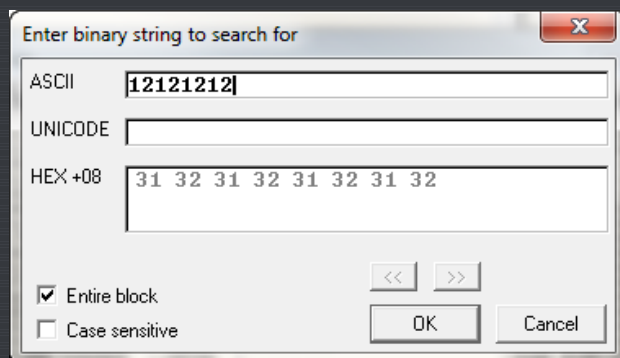 Enter binary string to search for
ASCII 12121212
UNICODE
HEX +08 31 32 31 32 31 32 31 32
<< >>
Entire block
Case sensitive
OK Cancel